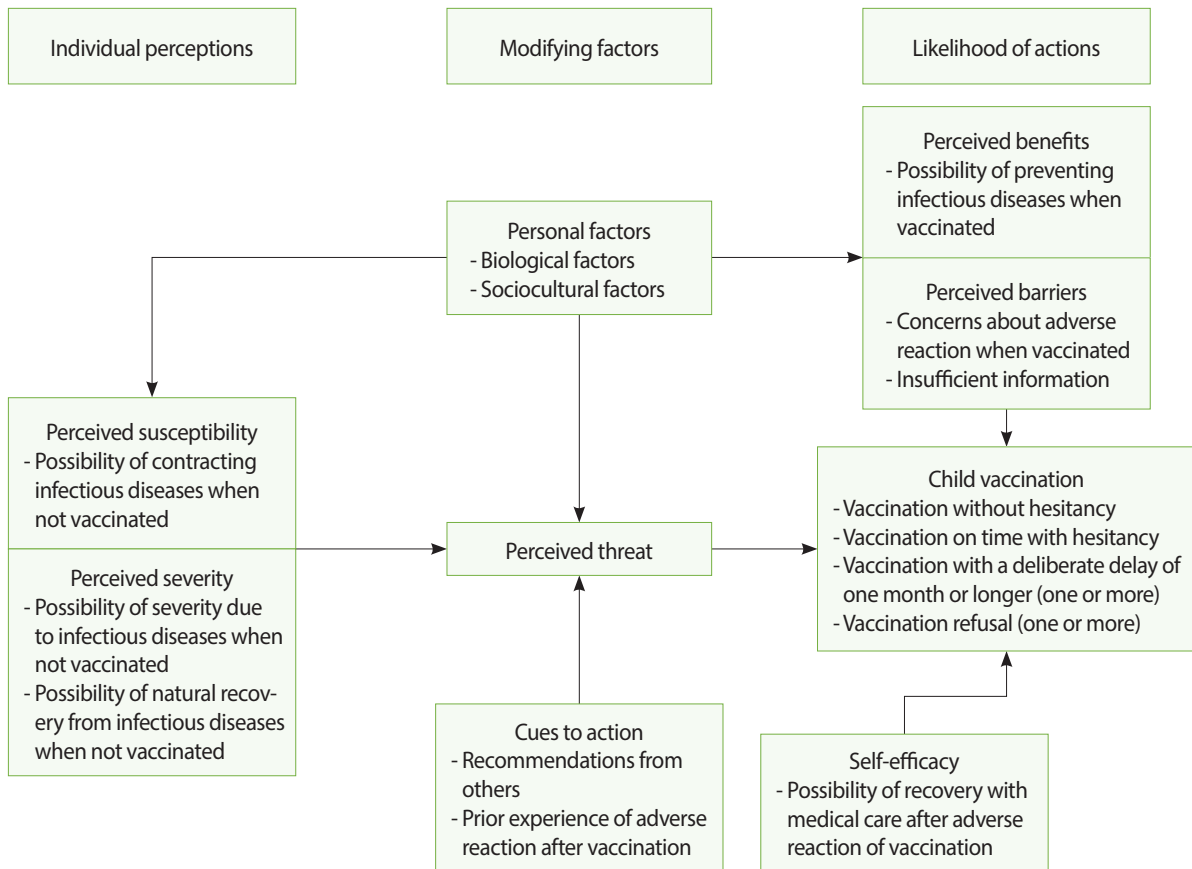 Individual perceptions
Modifying factors
Likelihood of actions
Perceived benefits
- Possibility of preventing
infectious diseases when
vaccinated
Personal factors
- Biological factors
- Sociocultural factors
Perceived barriers
- Concerns about adverse
reaction when vaccinated
- Insufficient information
Perceived susceptibility
- Possibility of contracting
infectious diseases when
not vaccinated
Perceived severity
- Possibility of severity due
to infectious diseases when
not vaccinated
- Possibility of natural recov-
ery from infectious diseases
when not vaccinated
Perceived threat
Child vaccination
- Vaccination without hesitancy
- Vaccination on time with hesitancy
- Vaccination with a deliberate delay of
one month or longer (one or more)
- Vaccination refusal (one or more)
Cues to action
- Recommendations from
others
- Prior experience of adverse
reaction after vaccination
Self-efficacy
- Possibility of recovery with
medical care after adverse
reaction of vaccination